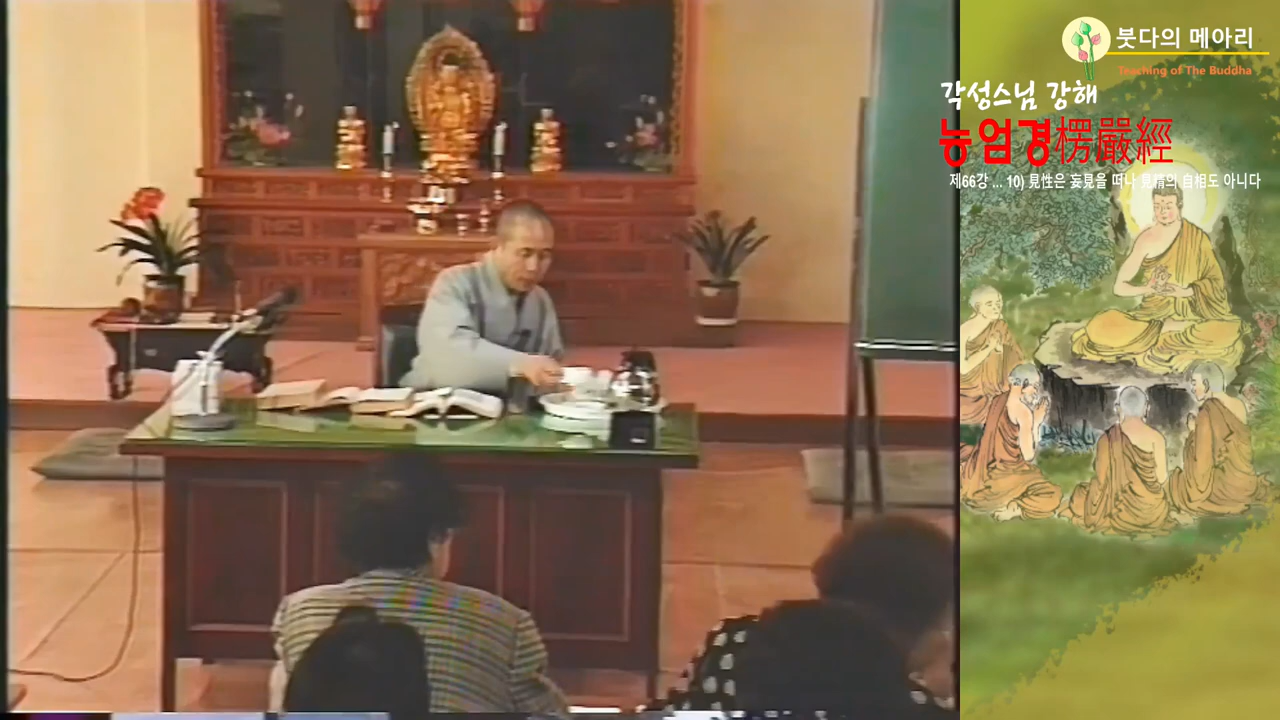 붓다의 메아리
Teaching of The Buddha
각성스님 강해
능엄경楞嚴經
제66강 ... 10) 見性은 妄見을 떠나 見精의 自相도 아니다